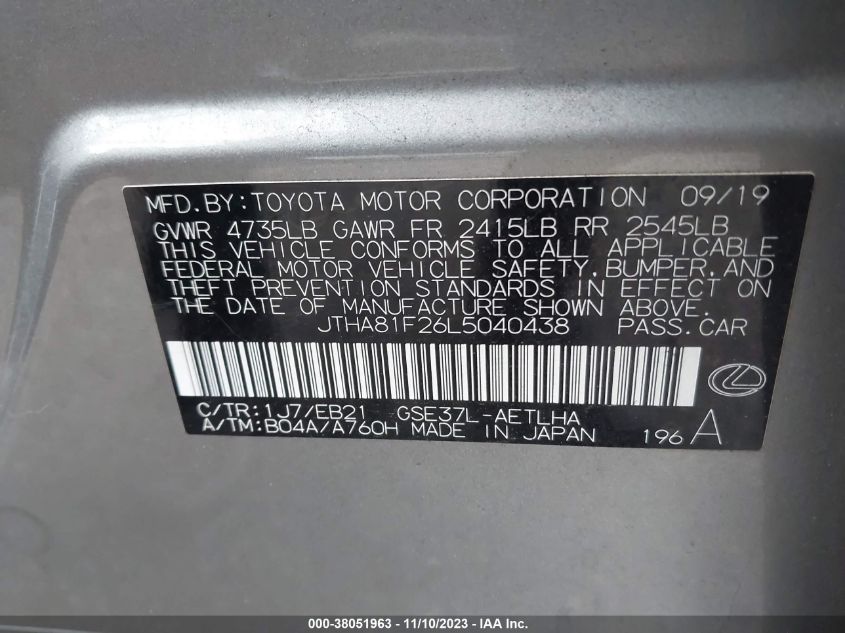 MFD.BY:TOYOTA MOTOR CORPORATION 09/19
GVWR 4735LB GAWR FR 2415LB RR 2545LB
THIS VEHICLE CONFORMS TO ALL APPLICABLE
FEDERAL MOTOR VEHICLE SAFETY,BUMPER,AND
THEFT PREVENTION STANDARDS IN EFFECT ON
THE DATE OF MANUFACTURE SHOWN ABOVE.
JTHA81F26L5040438 PASS.CAR
C/TR:1J7/EB21 GSE37L-AETLHA
A/TM:B04A/A760H MADE IN JAPAN 196 A
000-38051963 - 11/10/2023 - IAA Inc.